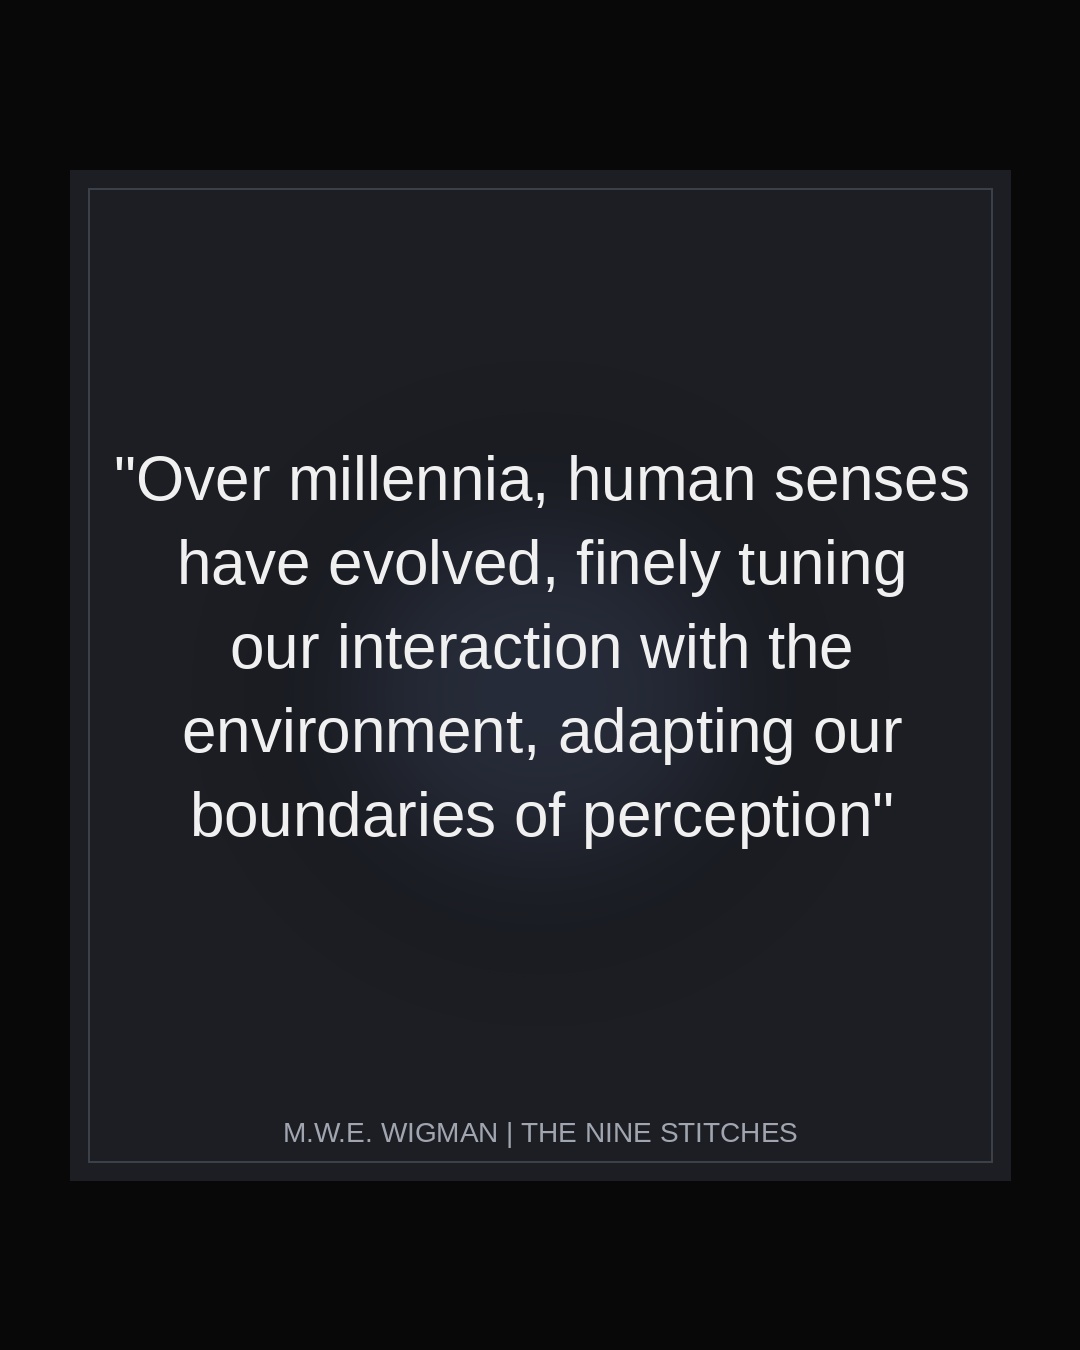 "Over millennia, human senses
have evolved, finely tuning
our interaction with the
environment, adapting our
boundaries of perception"
M.W.E. WIGMAN | THE NINE STITCHES